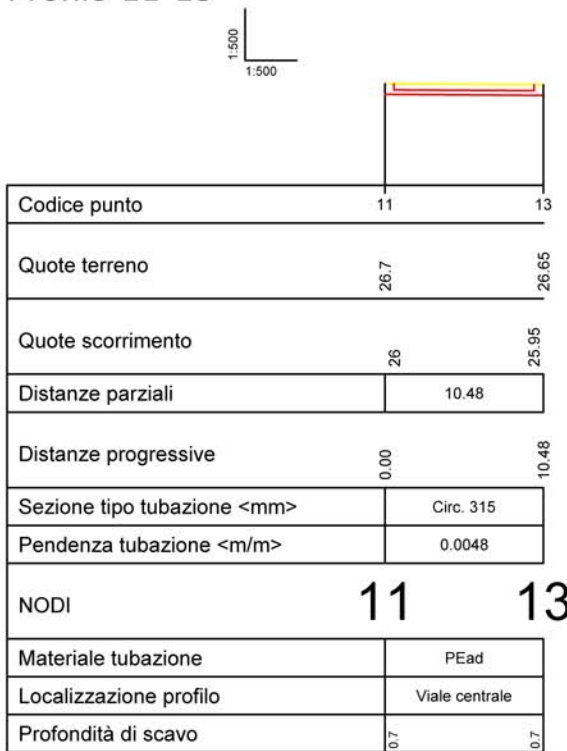 1:500
1:500
Codice punto 11 13
Quote terreno 26.7 26.65
Quote scorrimento 26 25.95
Distanze parziali 10.48
Distanze progressive 0.00 10.48
Sezione tipo tubazione <mm> Circ. 315
Pendenza tubazione <m/m> 0.0048
NODI 11 13
Materiale tubazione PEad
Localizzazione profilo Viale centrale
Profondità di scavo 0.7 0.7